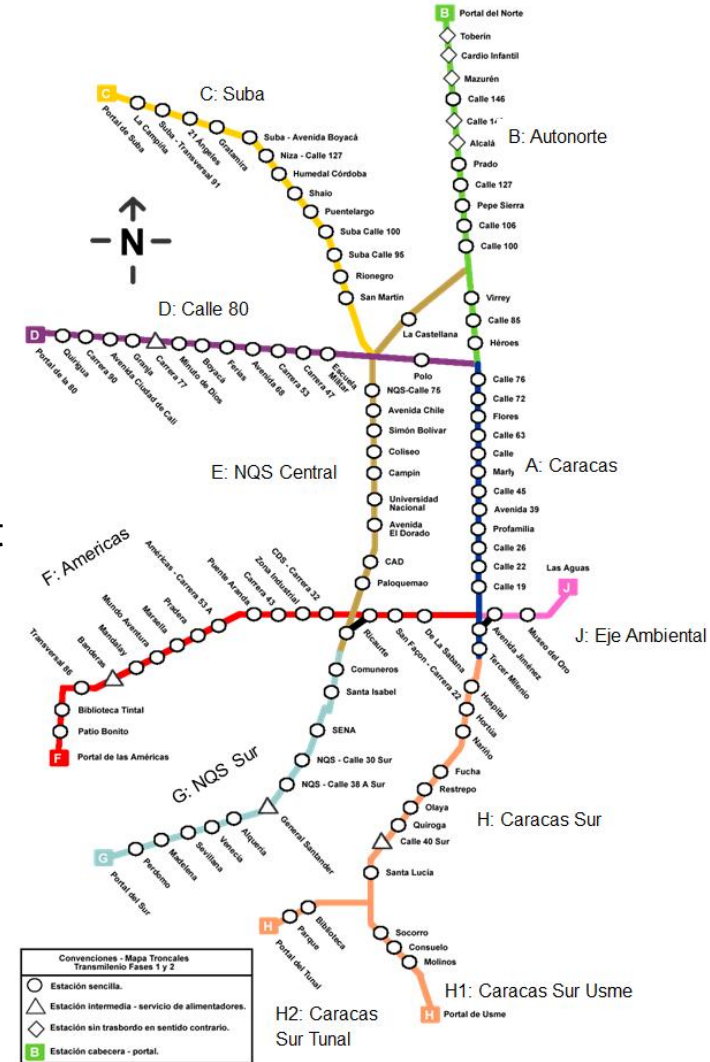 B Portal del Norte
Toberín
Cardio Infantil
Mazurén
Calle 146
Calle
Alcalá
Prado
Calle 127
Pepe Sierra
Calle 106
Calle 100
Virrey
Calle 85
Héroes
B: Autonorte
C: Suba
C
Portal de Suba
La Campiña
Suba - Transversal 91
21 Ángeles
Gratamira
Suba - Avenida Boyacá
Niza - Calle 127
Humedal Córdoba
Shaio
Puentelargo
Suba Calle 100
Suba Calle 95
Rionegro
San Martín
N
La Castellana
D: Calle 80
D
Portal de la 80
Quirigua
Carrera 90
Avenida Ciudad de Cali
Granja
Carrera 77
Minuto de Dios
Boyacá
Ferias
Avenida 68
Carrera 53
Carrera 47
Escuela
Militar
Polo
NQS-Calle 75
Avenida Chile
Simón Bolívar
Coliseo
Campín
Universidad
Nacional
Avenida
El Dorado
CAD
Paloquemao
E: NQS Central
Calle 76
Calle 72
Flores
Calle 63
Calle
Marly
Calle 45
Avenida 39
Profamilia
Calle 26
Calle 22
Calle 19
A: Caracas
F: Americas
Transversal 86
Banderas
Mandalay
Mundo Aventura
Marsella
Pradera
Américas - Carrera 53 A
Puente Aranda
Carrera 43
Zona Industrial
CDS - Carrera 32
Ricaurte
San Façon - Carrera 22
De La Sabana
Avenida Jiménez
Tercer Milenio
Museo del Oro
Las Aguas
J
J: Eje Ambiental
Biblioteca Tintal
Patio Bonito
F Portal de las Américas
Comuneros
Santa Isabel
SENA
NQS - Calle 30 Sur
NQS - Calle 38 A Sur
General Santander
Alquería
Venecia
Sevillana
Madelena
Perdomo
Portal del Sur
G
G: NQS Sur
Hospital
Hortúa
Nariño
Fucha
Restrepo
Olaya
Quiroga
Calle 40 Sur
Santa Lucía
H: Caracas Sur
Biblioteca
Parque
Portal del Tunal
H
Socorro
Consuelo
Molinos
H Portal de Usme
H1: Caracas Sur Usme
H2: Caracas
Sur Tunal
Convenciones - Mapa Troncales
Transmilenio Fases 1 y 2
Estación sencilla.
Estación intermedia - servicio de alimentadores.
Estación sin trasbordo en sentido contrario.
B Estación cabecera - portal.